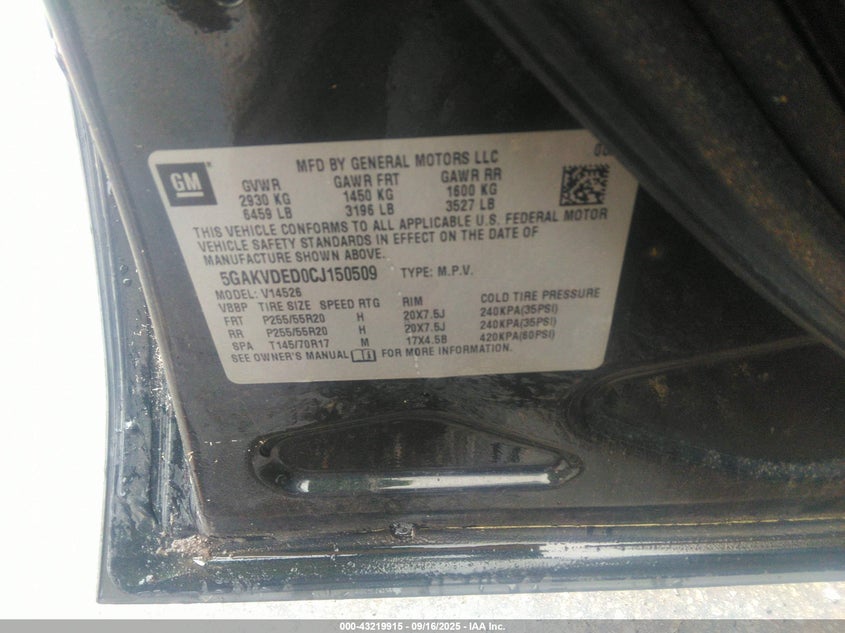 MFD BY GENERAL MOTORS LLC
GM
GVWR GAWR FRT GAWR RR
2930 KG 1450 KG 1600 KG
6459 LB 3196 LB 3527 LB
THIS VEHICLE CONFORMS TO ALL APPLICABLE U.S. FEDERAL MOTOR
VEHICLE SAFETY STANDARDS IN EFFECT ON THE DATE OF
MANUFACTURE SHOWN ABOVE.
5GAKVDED0CJ150509 TYPE: M.P.V.
MODEL: V14526
VBBP TIRE SIZE SPEED RTG RIM COLD TIRE PRESSURE
FRT P255/55R20 H 20X7.5J 240KPA(35PSI)
RR P255/55R20 H 20X7.5J 240KPA(35PSI)
SPA T145/70R17 M 17X4.5B 420KPA(60PSI)
SEE OWNER'S MANUAL FOR MORE INFORMATION.
000-43219915 - 09/16/2025 - IAA Inc.